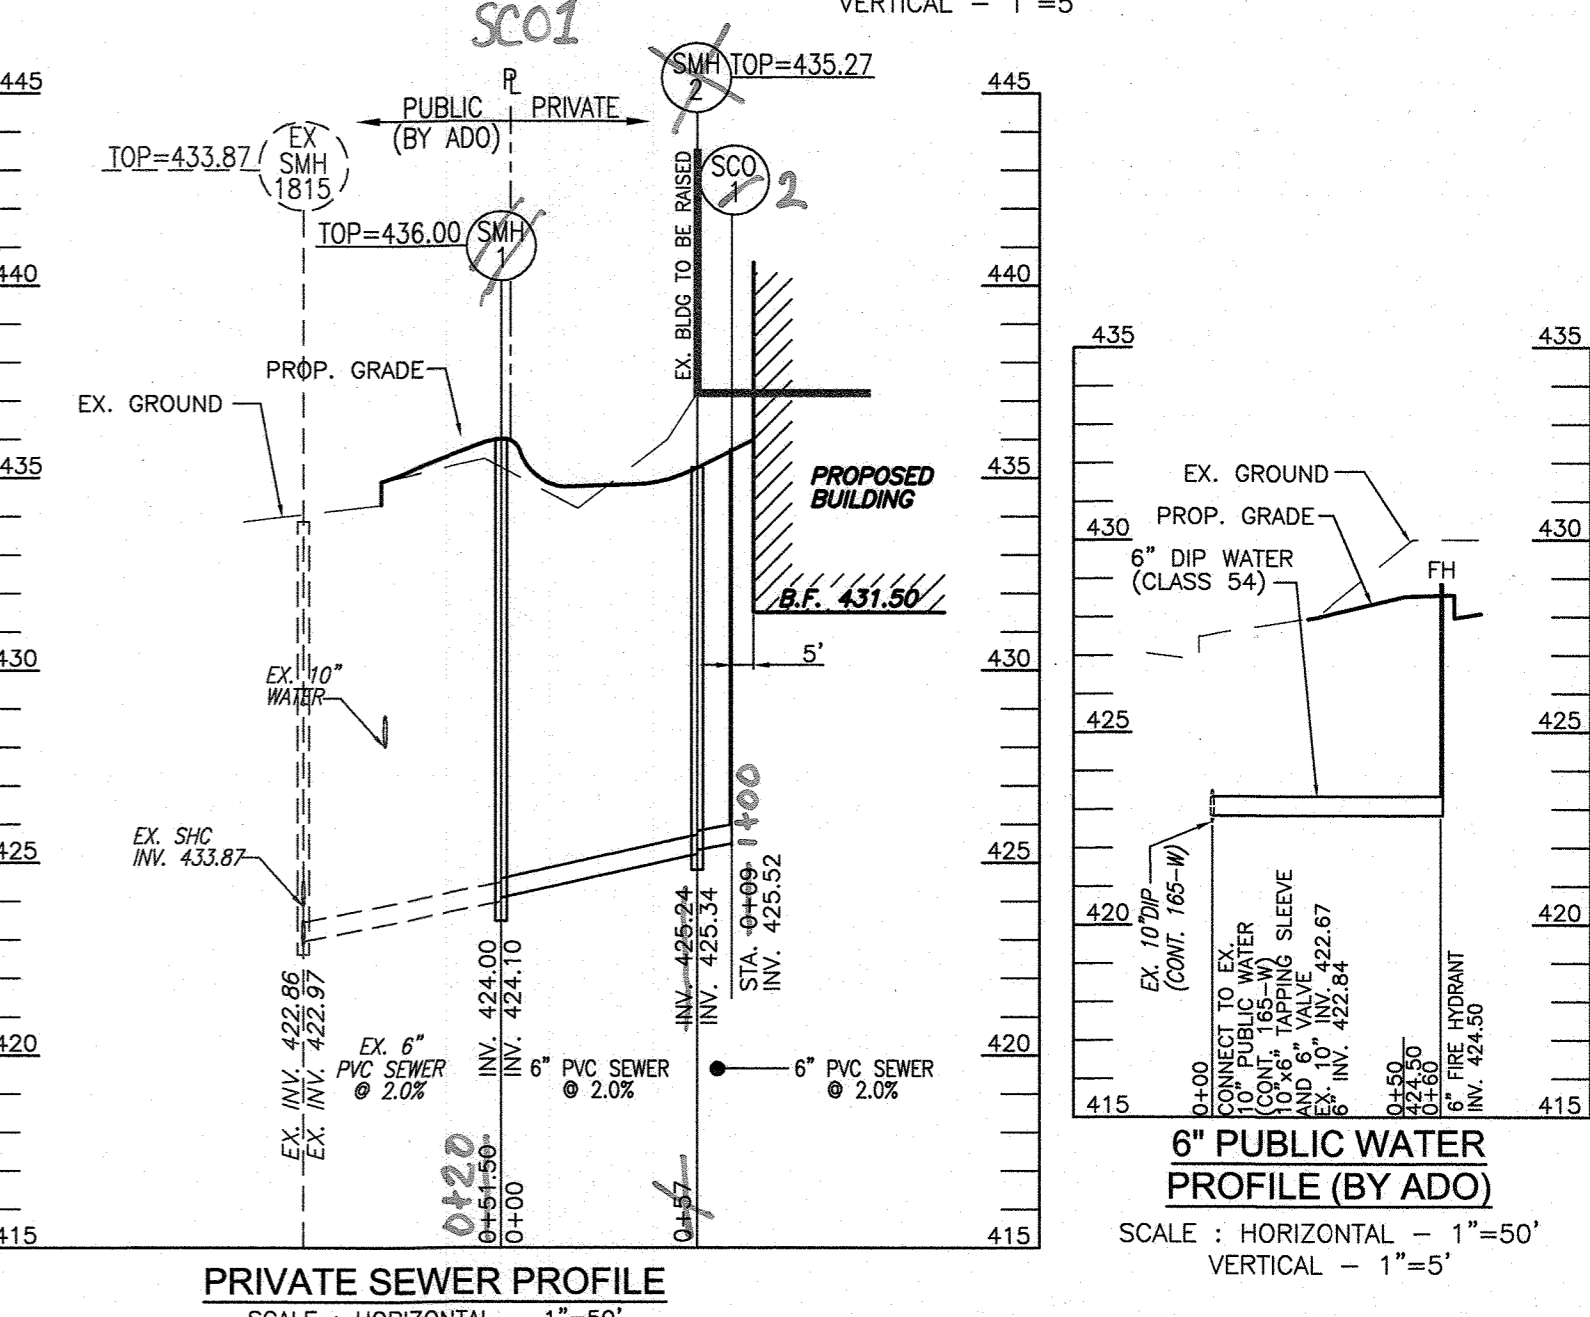 VERTICAL – 1"=5'
SCO1
445
440
435
430
425
420
415
PL
PUBLIC
(BY ADO)
PRIVATE
SMH
2
TOP=435.27
EX
SMH
1815
TOP=433.87
SMH
1
TOP=436.00
SCO
1
2
EX. BLDG TO BE RAISED
PROP. GRADE
EX. GROUND
PROPOSED
BUILDING
B.F. 431.50
5'
EX. 10"
WATER
EX. SHC
INV. 433.87
EX. INV. 422.86
EX. INV. 422.97
EX. 6"
PVC SEWER
@ 2.0%
INV. 424.00
INV. 424.10
6" PVC SEWER
@ 2.0%
INV. 425.24
INV. 425.34
STA. 0+09
1+00
INV. 425.52
6" PVC SEWER
@ 2.0%
0+20
0+51.50
0+00
0+57
445
440
435
430
425
420
415
PRIVATE SEWER PROFILE
SCALE : HORIZONTAL – 1"=50'
435
430
425
420
415
EX. GROUND
PROP. GRADE
6" DIP WATER
(CLASS 54)
FH
EX. 10"DIP
(CONT. 165–W)
0+00
CONNECT TO EX.
10" PUBLIC WATER
(CONT. 165–W)
10"x6" TAPPING SLEEVE
AND 6" VALVE
EX. 10" INV. 422.67
6" INV. 422.84
0+50
424.50
0+60
6" FIRE HYDRANT
INV. 424.50
435
430
425
420
415
6" PUBLIC WATER
PROFILE (BY ADO)
SCALE : HORIZONTAL – 1"=50'
VERTICAL – 1"=5'